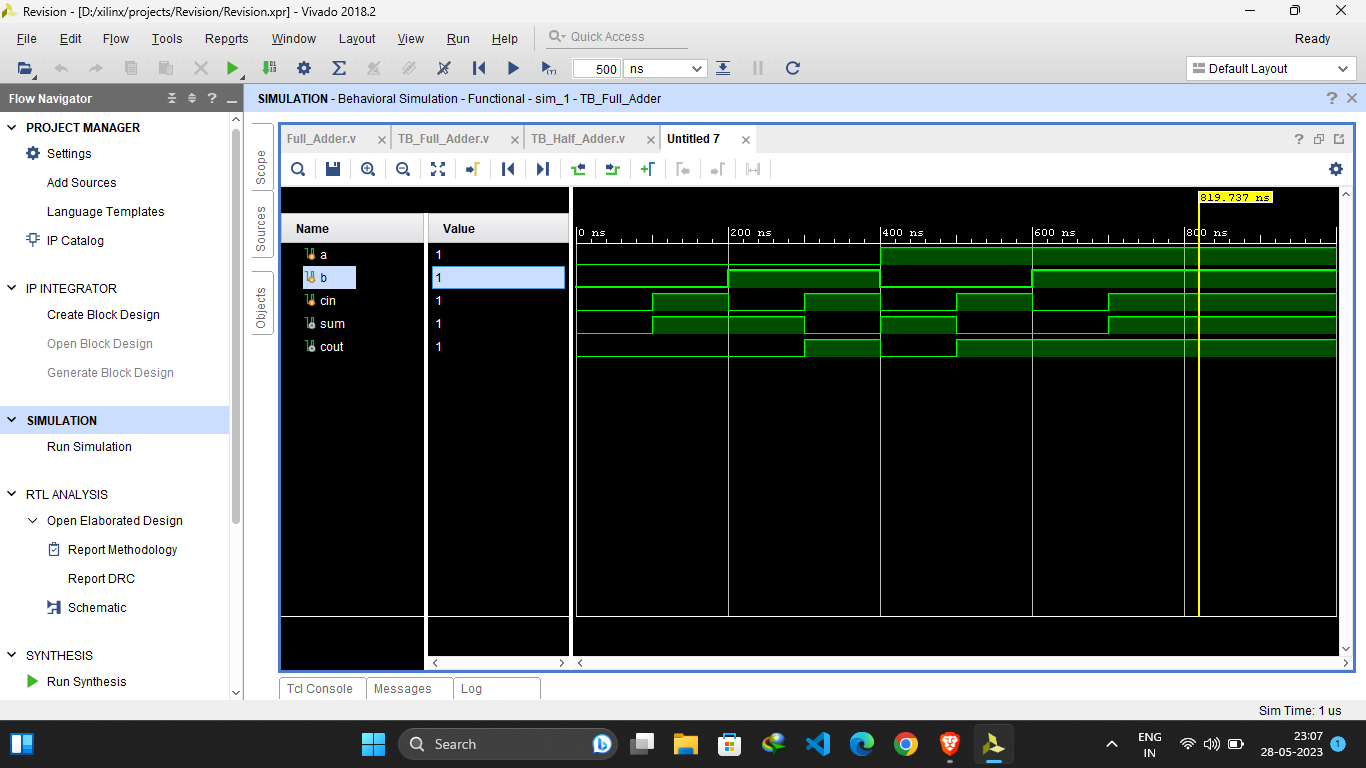 Revision - [D:/xilinx/projects/Revision/Revision.xpr] - Vivado 2018.2
File Edit Flow Tools Reports Window Layout View Run Help Quick Access Ready
500 ns Default Layout
Flow Navigator
SIMULATION - Behavioral Simulation - Functional - sim_1 - TB_Full_Adder
PROJECT MANAGER
Settings
Add Sources
Language Templates
IP Catalog
IP INTEGRATOR
Create Block Design
Open Block Design
Generate Block Design
SIMULATION
Run Simulation
RTL ANALYSIS
Open Elaborated Design
Report Methodology
Report DRC
Schematic
SYNTHESIS
Run Synthesis
Scope
Sources
Objects
Full_Adder.v TB_Full_Adder.v TB_Half_Adder.v Untitled 7
819.737 ns
Name Value
0 ns 200 ns 400 ns 600 ns 800 ns
a 1
b 1
cin 1
sum 1
cout 1
Tcl Console Messages Log
Sim Time: 1 us
Search
ENG
IN
23:07
28-05-2023
1